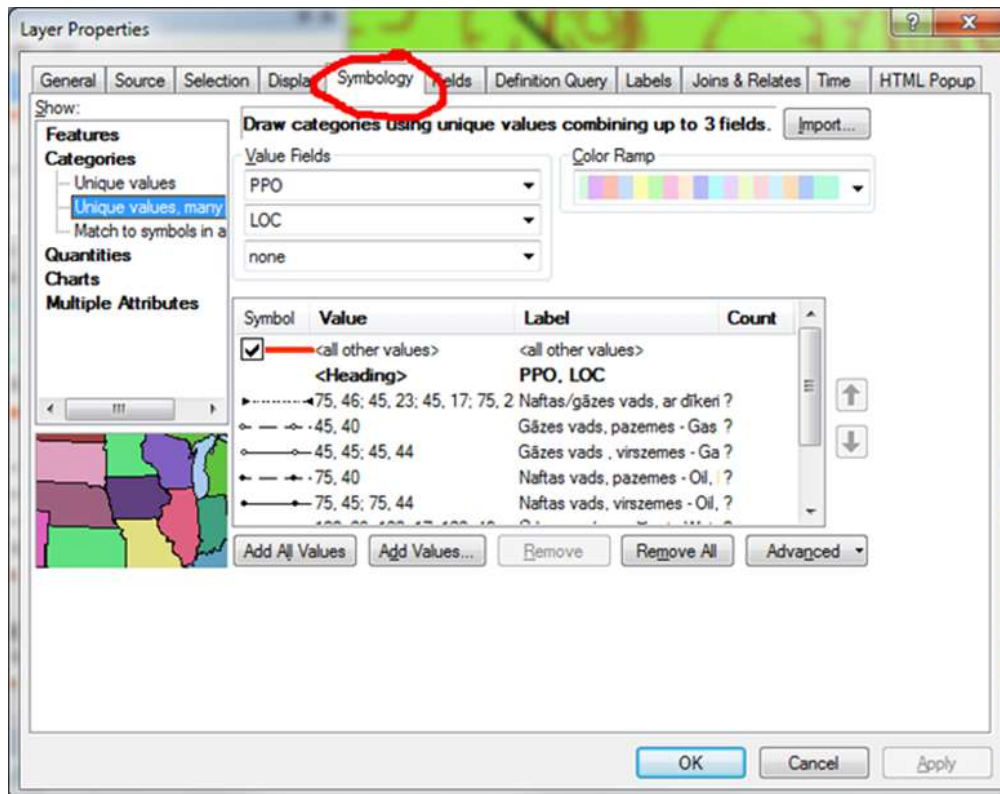 Layer Properties
General Source Selection Display Symbology Fields Definition Query Labels Joins & Relates Time HTML Popup
Show:
Features
Categories
Unique values
Unique values, many
Match to symbols in a
Quantities
Charts
Multiple Attributes
Draw categories using unique values combining up to 3 fields.
Import...
Value Fields
PPO
LOC
none
Color Ramp
Symbol Value Label Count
<all other values> <all other values>
<Heading> PPO, LOC
75, 46; 45, 23; 45, 17; 75, 2 Naftas/gāzes vads, ar dīkeri ?
45, 40 Gāzes vads, pazemes - Gas ?
45, 45; 45, 44 Gāzes vads , virszemes - Ga ?
75, 40 Naftas vads, pazemes - Oil, ?
75, 45; 75, 44 Naftas vads, virszemes - Oil, ?
Add All Values Add Values... Remove Remove All Advanced
OK Cancel Apply